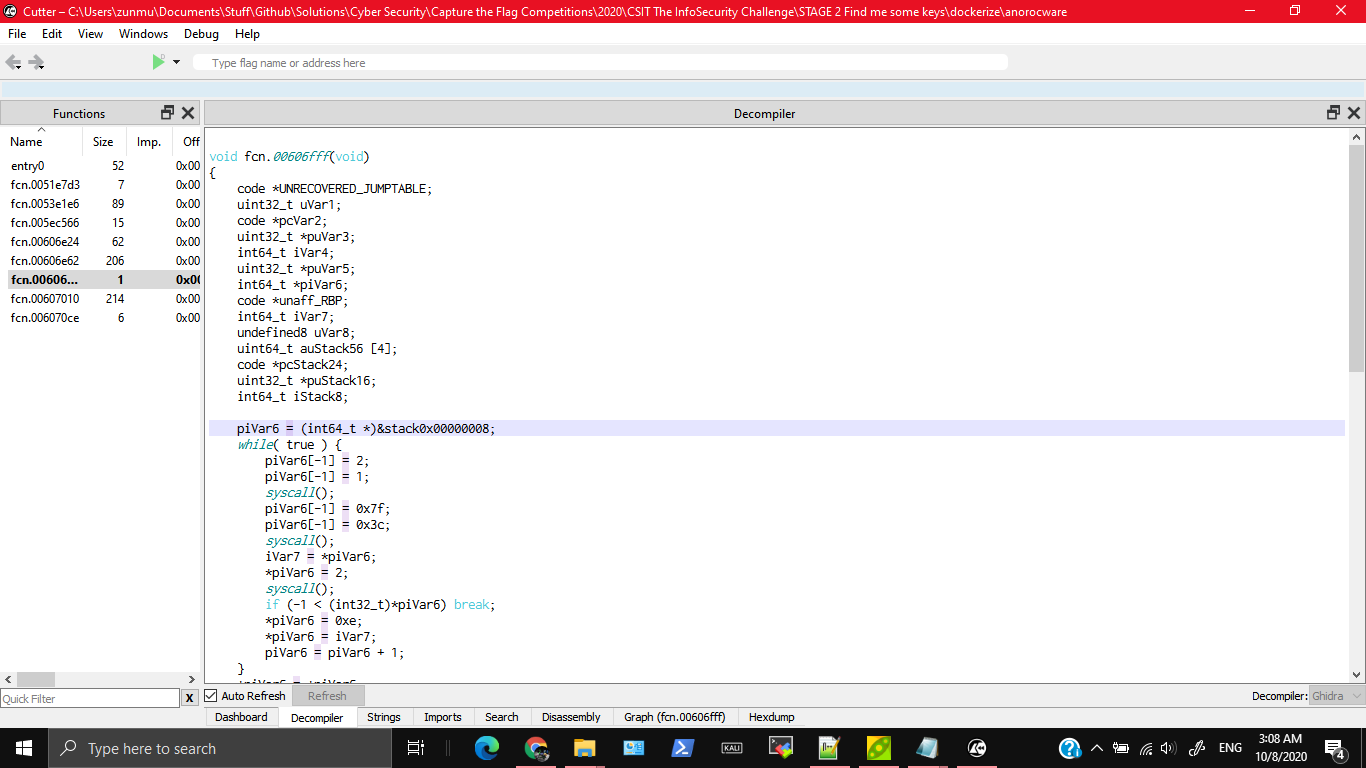 Cutter – C:\Users\zunmu\Documents\Stuff\Github\Solutions\Cyber Security\Capture the Flag Competitions\2020\CSIT The InfoSecurity Challenge\STAGE 2 Find me some keys\dockerize\anorocware
File Edit View Windows Debug Help
Type flag name or address here
Functions
Name Size Imp. Off
entry0 52 0x00
fcn.0051e7d3 7 0x00
fcn.0053e1e6 89 0x00
fcn.005ec566 15 0x00
fcn.00606e24 62 0x00
fcn.00606e62 206 0x00
fcn.00606... 1 0x00
fcn.00607010 214 0x00
fcn.006070ce 6 0x00
Quick Filter X
Decompiler
void fcn.00606fff(void)
{
code *UNRECOVERED_JUMPTABLE;
uint32_t uVar1;
code *pcVar2;
uint32_t *puVar3;
int64_t iVar4;
uint32_t *puVar5;
int64_t *piVar6;
code *unaff_RBP;
int64_t iVar7;
undefined8 uVar8;
uint64_t auStack56 [4];
code *pcStack24;
uint32_t *puStack16;
int64_t iStack8;
piVar6 = (int64_t *)&stack0x00000008;
while( true ) {
piVar6[-1] = 2;
piVar6[-1] = 1;
syscall();
piVar6[-1] = 0x7f;
piVar6[-1] = 0x3c;
syscall();
iVar7 = *piVar6;
*piVar6 = 2;
syscall();
if (-1 < (int32_t)*piVar6) break;
*piVar6 = 0xe;
*piVar6 = iVar7;
piVar6 = piVar6 + 1;
}
Auto Refresh Refresh Decompiler: Ghidra
Dashboard Decompiler Strings Imports Search Disassembly Graph (fcn.00606fff) Hexdump
Type here to search
KALI
ENG
3:08 AM
10/8/2020
4